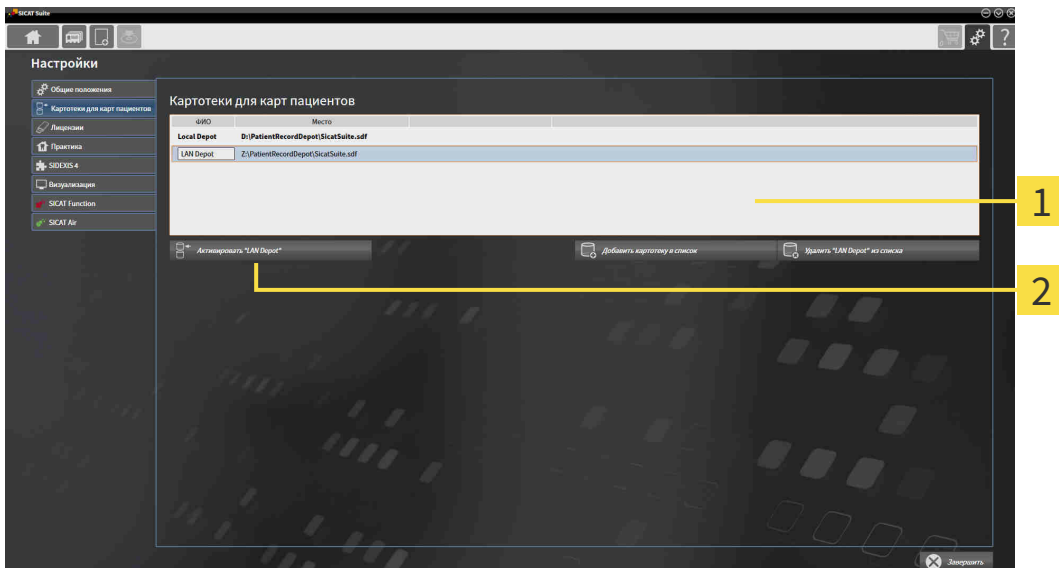 SICAT Suite
?
Настройки
Общие положения
Картотеки для карт пациентов
Лицензии
Практика
SIDEXIS 4
Визуализация
SICAT Function
SICAT Air
Картотеки для карт пациентов
ФИО Место
Local Depot D:\PatientRecordDepot\SicatSuite.sdf
LAN Depot Z:\PatientRecordDepot\SicatSuite.sdf
1
Активировать "LAN Depot" Добавить картотеку в список Удалить "LAN Depot" из списка
2
Завершить